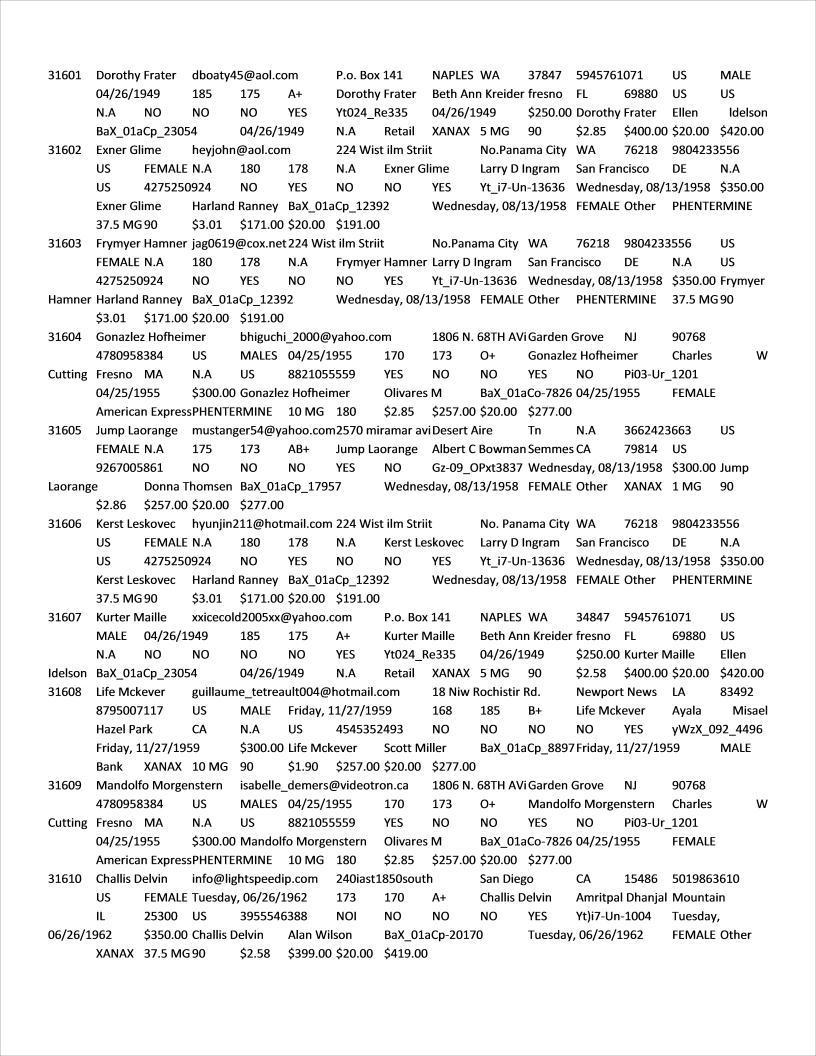 31601 Dorothy Frater dboaty45@aol.com P.o. Box 141 NAPLES WA 37847 5945761071 US MALE
04/26/1949 185 175 A+ Dorothy Frater Beth Ann Kreider fresno FL 69880 US US
N.A NO NO NO YES Yt024_Re335 04/26/1949 $250.00 Dorothy Frater Ellen Idelson
BaX_01aCp_23054 04/26/1949 N.A Retail XANAX 5 MG 90 $2.85 $400.00 $20.00 $420.00
31602 Exner Glime heyjohn@aol.com 224 Wist ilm Striit No.Panama City WA 76218 9804233556
US FEMALE N.A 180 178 N.A Exner Glime Larry D Ingram San Francisco DE N.A
US 4275250924 NO YES NO NO YES Yt_i7-Un-13636 Wednesday, 08/13/1958 $350.00
Exner Glime Harland Ranney BaX_01aCp_12392 Wednesday, 08/13/1958 FEMALE Other PHENTERMINE
37.5 MG 90 $3.01 $171.00 $20.00 $191.00
31603 Frymyer Hamner jag0619@cox.net 224 Wist ilm Striit No.Panama City WA 76218 9804233556 US
FEMALE N.A 180 178 N.A Frymyer Hamner Larry D Ingram San Francisco DE N.A US
4275250924 NO YES NO NO YES Yt_i7-Un-13636 Wednesday, 08/13/1958 $350.00 Frymyer
Hamner Harland Ranney BaX_01aCp_12392 Wednesday, 08/13/1958 FEMALE Other PHENTERMINE 37.5 MG 90
$3.01 $171.00 $20.00 $191.00
31604 Gonazlez Hofheimer bhiguchi_2000@yahoo.com 1806 N. 68TH AVi Garden Grove NJ 90768
4780958384 US MALES 04/25/1955 170 173 O+ Gonazlez Hofheimer Charles W
Cutting Fresno MA N.A US 8821055559 YES NO NO YES NO Pi03-Ur_1201
04/25/1955 $300.00 Gonazlez Hofheimer Olivares M BaX_01aCo-7826 04/25/1955 FEMALE
American Express PHENTERMINE 10 MG 180 $2.85 $257.00 $20.00 $277.00
31605 Jump Laorange mustanger54@yahoo.com 2570 miramar avi Desert Aire Tn N.A 3662423663 US
FEMALE N.A 175 173 AB+ Jump Laorange Albert C Bowman Semmes CA 79814 US
9267005861 NO NO NO YES NO Gz-09_OPxt3837 Wednesday, 08/13/1958 $300.00 Jump
Laorange Donna Thomsen BaX_01aCp_17957 Wednesday, 08/13/1958 FEMALE Other XANAX 1 MG 90
$2.86 $257.00 $20.00 $277.00
31606 Kerst Leskovec hyunjin211@hotmail.com 224 Wist ilm Striit No. Panama City WA 76218 9804233556
US FEMALE N.A 180 178 N.A Kerst Leskovec Larry D Ingram San Francisco DE N.A
US 4275250924 NO YES NO NO YES Yt_i7-Un-13636 Wednesday, 08/13/1958 $350.00
Kerst Leskovec Harland Ranney BaX_01aCp_12392 Wednesday, 08/13/1958 FEMALE Other PHENTERMINE
37.5 MG 90 $3.01 $171.00 $20.00 $191.00
31607 Kurter Maille xxicecold2005xx@yahoo.com P.o. Box 141 NAPLES WA 34847 5945761071 US
MALE 04/26/1949 185 175 A+ Kurter Maille Beth Ann Kreider fresno FL 69880 US
N.A NO NO NO YES Yt024_Re335 04/26/1949 $250.00 Kurter Maille Ellen
Idelson BaX_01aCp_23054 04/26/1949 N.A Retail XANAX 5 MG 90 $2.58 $400.00 $20.00 $420.00
31608 Life Mckever guillaume_tetreault004@hotmail.com 18 Niw Rochistir Rd. Newport News LA 83492
8795007117 US MALE Friday, 11/27/1959 168 185 B+ Life Mckever Ayala Misael
Hazel Park CA N.A US 4545352493 NO NO NO NO YES yWzX_092_4496
Friday, 11/27/1959 $300.00 Life Mckever Scott Miller BaX_01aCp_8897 Friday, 11/27/1959 MALE
Bank XANAX 10 MG 90 $1.90 $257.00 $20.00 $277.00
31609 Mandolfo Morgenstern isabelle_demers@videotron.ca 1806 N. 68TH AVi Garden Grove NJ 90768
4780958384 US MALES 04/25/1955 170 173 O+ Mandolfo Morgenstern Charles W
Cutting Fresno MA N.A US 8821055559 YES NO NO YES NO Pi03-Ur_1201
04/25/1955 $300.00 Mandolfo Morgenstern Olivares M BaX_01aCo-7826 04/25/1955 FEMALE
American Express PHENTERMINE 10 MG 180 $2.85 $257.00 $20.00 $277.00
31610 Challis Delvin info@lightspeedip.com 240iast1850south San Diego CA 15486 5019863610
US FEMALE Tuesday, 06/26/1962 173 170 A+ Challis Delvin Amritpal Dhanjal Mountain
IL 25300 US 3955546388 NOI NO NO NO YES Yt)i7-Un-1004 Tuesday,
06/26/1962 $350.00 Challis Delvin Alan Wilson BaX_01aCp-20170 Tuesday, 06/26/1962 FEMALE Other
XANAX 37.5 MG 90 $2.58 $399.00 $20.00 $419.00